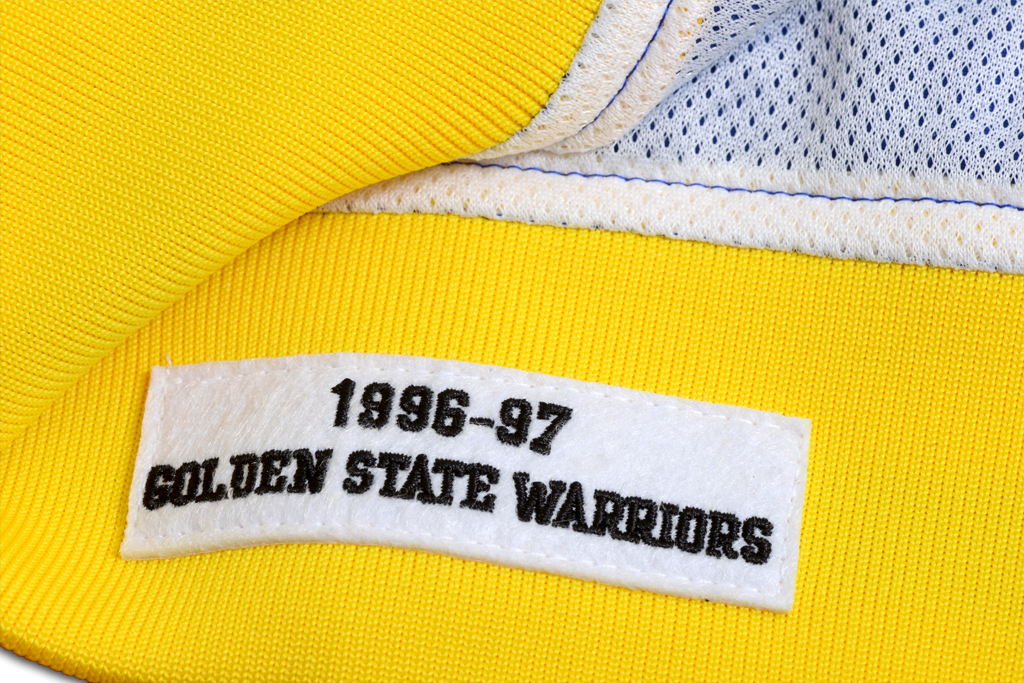 1996-97
GOLDEN STATE WARRIORS